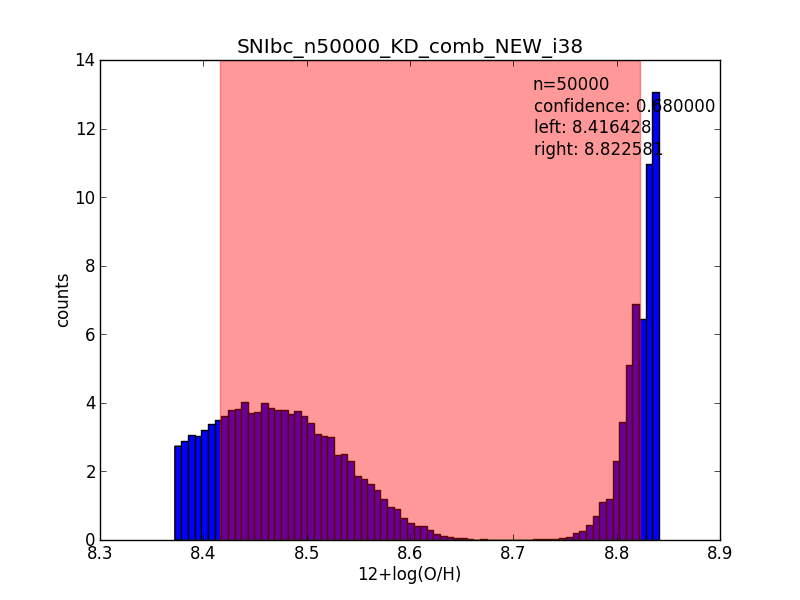 SNIbc_n50000_KD_comb_NEW_i38
n=50000
confidence: 0.680000
left: 8.416428
right: 8.822581
14
12
10
8
6
4
2
0
counts
8.3 8.4 8.5 8.6 8.7 8.8 8.9
12+log(O/H)